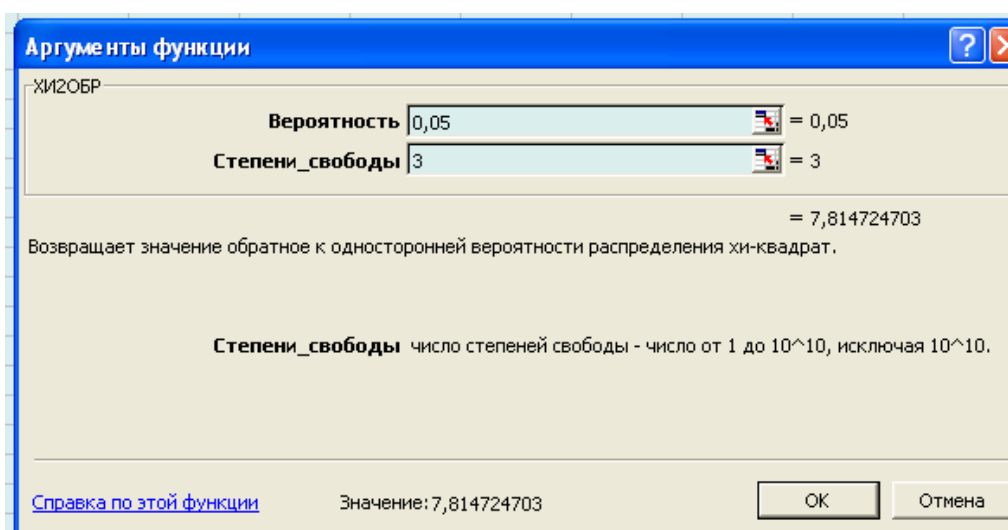 Аргументы функции
ХИ2ОБР
Вероятность 0,05 = 0,05
Степени_свободы 3 = 3
= 7,814724703
Возвращает значение обратное к односторонней вероятности распределения хи-квадрат.
Степени_свободы число степеней свободы - число от 1 до 10^10, исключая 10^10.
Справка по этой функции Значение:7,814724703 ОК Отмена